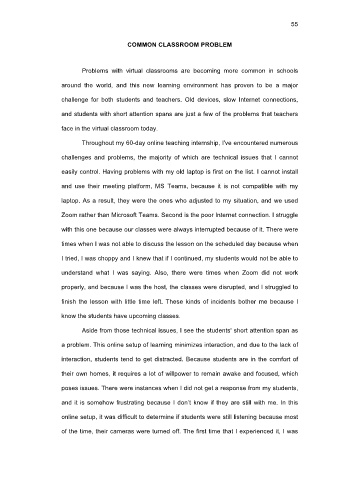 55
COMMON CLASSROOM PROBLEM
Problems with virtual classrooms are becoming more common in schools
around the world, and this new learning environment has proven to be a major
challenge for both students and teachers. Old devices, slow Internet connections,
and students with short attention spans are just a few of the problems that teachers
face in the virtual classroom today.
Throughout my 60-day online teaching internship, I've encountered numerous
challenges and problems, the majority of which are technical issues that I cannot
easily control. Having problems with my old laptop is first on the list. I cannot install
and use their meeting platform, MS Teams, because it is not compatible with my
laptop. As a result, they were the ones who adjusted to my situation, and we used
Zoom rather than Microsoft Teams. Second is the poor Internet connection. I struggle
with this one because our classes were always interrupted because of it. There were
times when I was not able to discuss the lesson on the scheduled day because when
I tried, I was choppy and I knew that if I continued, my students would not be able to
understand what I was saying. Also, there were times when Zoom did not work
properly, and because I was the host, the classes were disrupted, and I struggled to
finish the lesson with little time left. These kinds of incidents bother me because I
know the students have upcoming classes.
Aside from those technical issues, I see the students' short attention span as
a problem. This online setup of learning minimizes interaction, and due to the lack of
interaction, students tend to get distracted. Because students are in the comfort of
their own homes, it requires a lot of willpower to remain awake and focused, which
poses issues. There were instances when I did not get a response from my students,
and it is somehow frustrating because I don't know if they are still with me. In this
online setup, it was difficult to determine if students were still listening because most
of the time, their cameras were turned off. The first time that I experienced it, I was